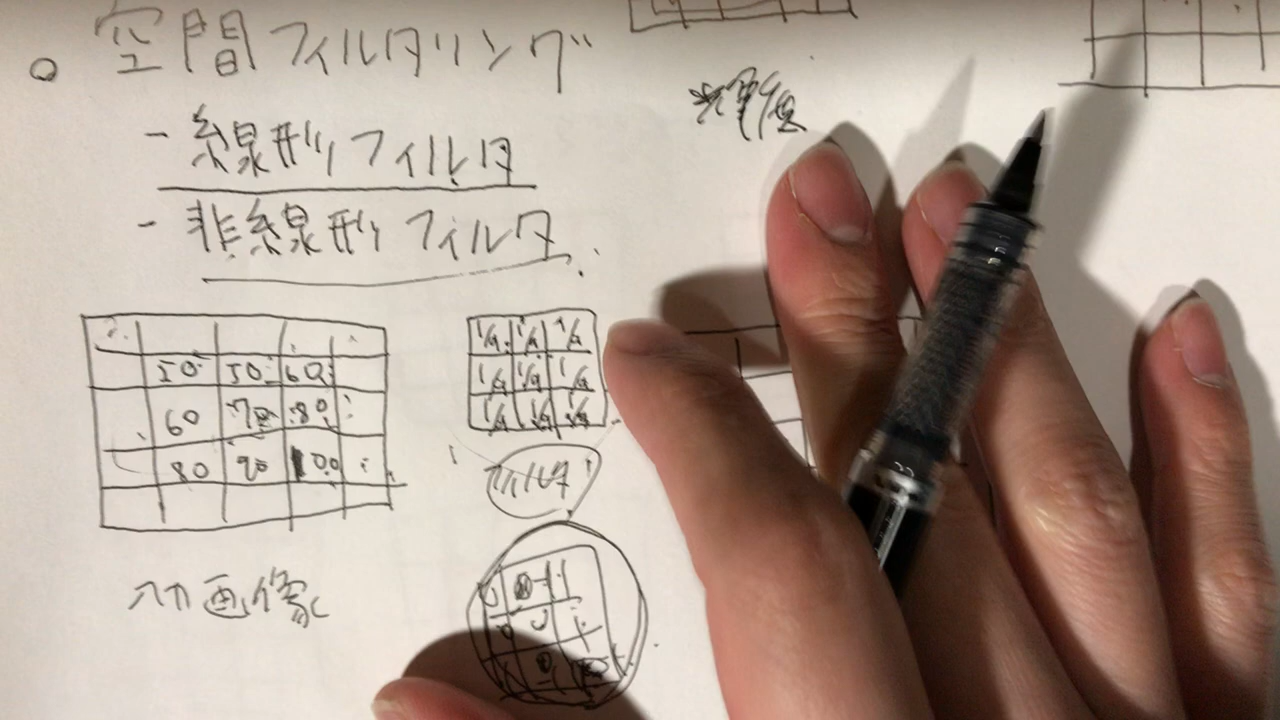 。空間フィルタリング
- 線形フィルタ
- 非線形フィルタ
50 50 60
60 70 80
80 90 100
1/9 1/9 1/9
1/9 1/9 1/9
1/9 1/9 1/9
フィルタ
入力画像